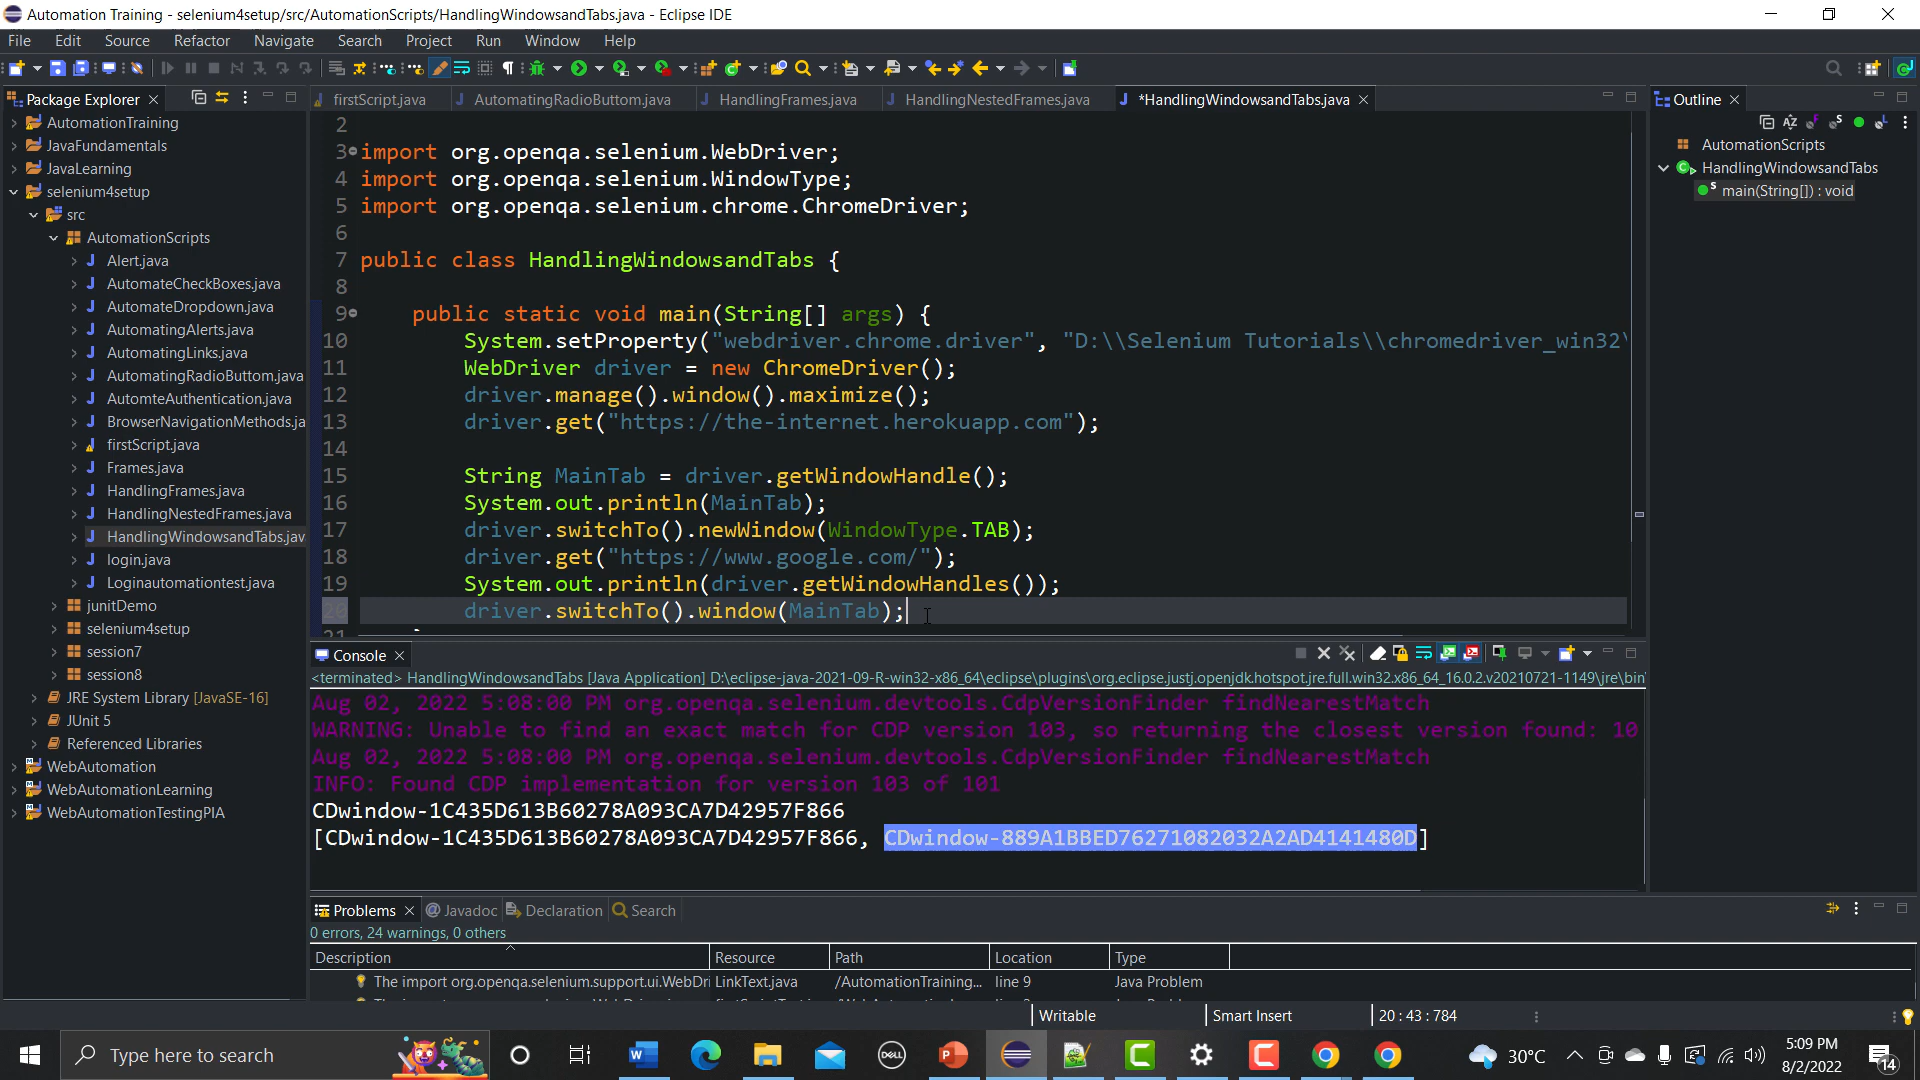 Automation Training - selenium4setup/src/AutomationScripts/HandlingWindowsandTabs.java - Eclipse IDE
File Edit Source Refactor Navigate Search Project Run Window Help
Package Explorer
firstScript.java AutomatingRadioButtom.java HandlingFrames.java HandlingNestedFrames.java *HandlingWindowsandTabs.java
Outline
AutomationTraining
JavaFundamentals
JavaLearning
selenium4setup
src
AutomationScripts
Alert.java
AutomateCheckBoxes.java
AutomateDropdown.java
AutomatingAlerts.java
AutomatingLinks.java
AutomatingRadioButtom.java
AutomteAuthentication.java
BrowserNavigationMethods.ja
firstScript.java
Frames.java
HandlingFrames.java
HandlingNestedFrames.java
HandlingWindowsandTabs.jav
login.java
Loginautomationtest.java
junitDemo
selenium4setup
session7
session8
JRE System Library [JavaSE-16]
JUnit 5
Referenced Libraries
WebAutomation
WebAutomationLearning
WebAutomationTestingPIA
2
3 import org.openqa.selenium.WebDriver;
4 import org.openqa.selenium.WindowType;
5 import org.openqa.selenium.chrome.ChromeDriver;
6
7 public class HandlingWindowsandTabs {
8
9 public static void main(String[] args) {
10 System.setProperty("webdriver.chrome.driver", "D:\\Selenium Tutorials\\chromedriver_win32\
11 WebDriver driver = new ChromeDriver();
12 driver.manage().window().maximize();
13 driver.get("https://the-internet.herokuapp.com");
14
15 String MainTab = driver.getWindowHandle();
16 System.out.println(MainTab);
17 driver.switchTo().newWindow(WindowType.TAB);
18 driver.get("https://www.google.com/");
19 System.out.println(driver.getWindowHandles());
20 driver.switchTo().window(MainTab);
21
AutomationScripts
HandlingWindowsandTabs
main(String[]) : void
Console
<terminated> HandlingWindowsandTabs [Java Application] D:\eclipse-java-2021-09-R-win32-x86_64\eclipse\plugins\org.eclipse.justj.openjdk.hotspot.jre.full.win32.x86_64_16.0.2.v20210721-1149\jre\bin
Aug 02, 2022 5:08:00 PM org.openqa.selenium.devtools.CdpVersionFinder findNearestMatch
WARNING: Unable to find an exact match for CDP version 103, so returning the closest version found: 10
Aug 02, 2022 5:08:00 PM org.openqa.selenium.devtools.CdpVersionFinder findNearestMatch
INFO: Found CDP implementation for version 103 of 101
CDwindow-1C435D613B60278A093CA7D42957F866
[CDwindow-1C435D613B60278A093CA7D42957F866, CDwindow-889A1BBED76271082032A2AD4141480D]
Problems Javadoc Declaration Search
0 errors, 24 warnings, 0 others
Description Resource Path Location Type
The import org.openqa.selenium.support.ui.WebDri LinkText.java /AutomationTraining... line 9 Java Problem
Writable Smart Insert 20 : 43 : 784
Type here to search
30°C
5:09 PM
8/2/2022
14